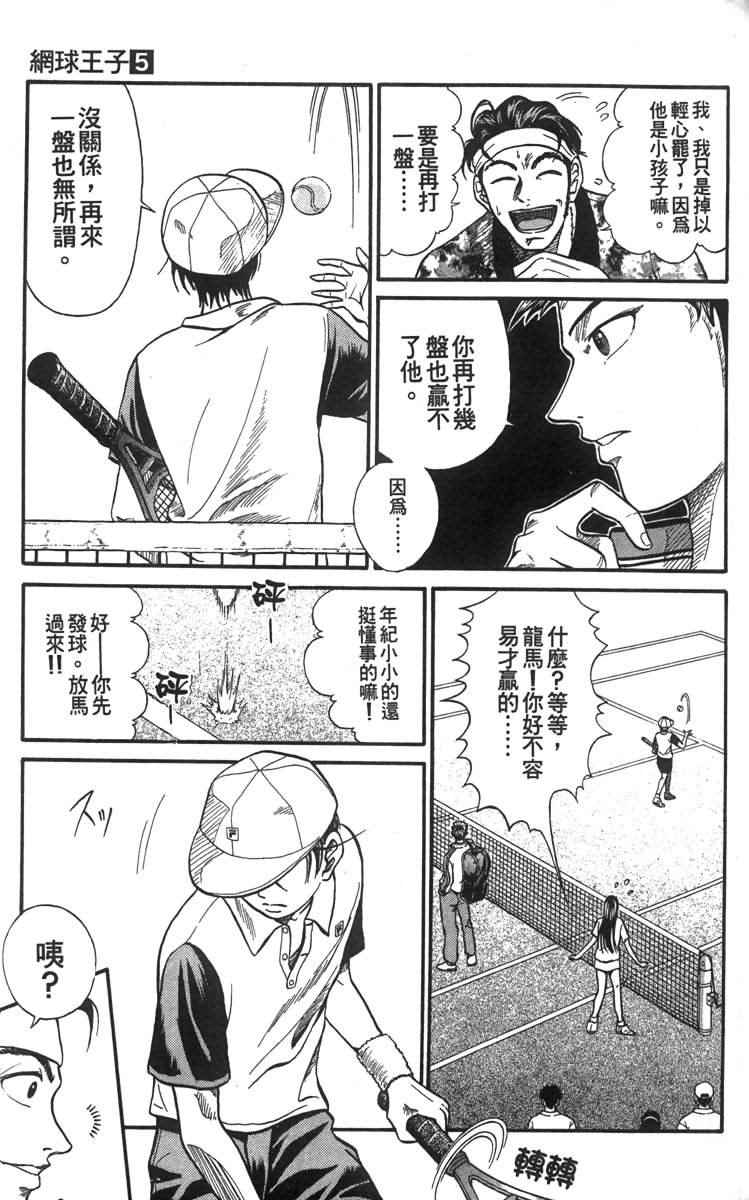 網球王子5
我、我只是掉以
輕心罷了，因為
他是小孩子嘛。
要是再打
一盤……
沒關係，再來
一盤也無所謂。
你再打幾
盤也贏不
了他。
因為……
什麼？等等，
龍馬！你好不容
易才贏的……
年紀小小的還
挺懂事的嘛！
好──你先
發球。放馬
過來!!
砰─
砰─
スッ
咦？
轉轉